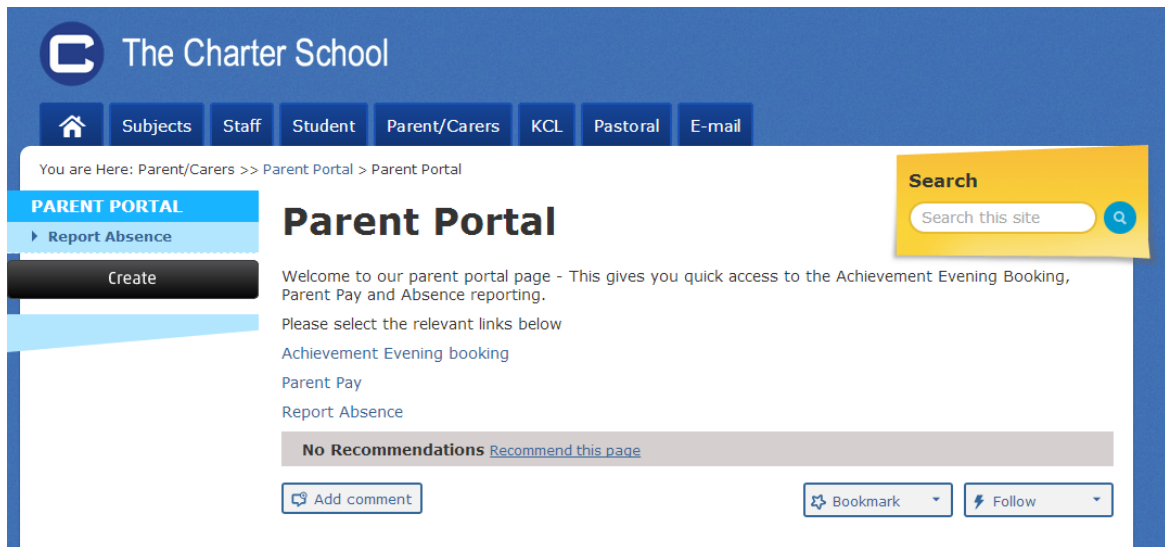 The Charter School
Subjects Staff Student Parent/Carers KCL Pastoral E-mail
You are Here: Parent/Carers >> Parent Portal > Parent Portal
Search
Search this site
PARENT PORTAL
Report Absence
Create
Parent Portal
Welcome to our parent portal page - This gives you quick access to the Achievement Evening Booking,
Parent Pay and Absence reporting.
Please select the relevant links below
Achievement Evening booking
Parent Pay
Report Absence
No Recommendations Recommend this page
Add comment
Bookmark
Follow